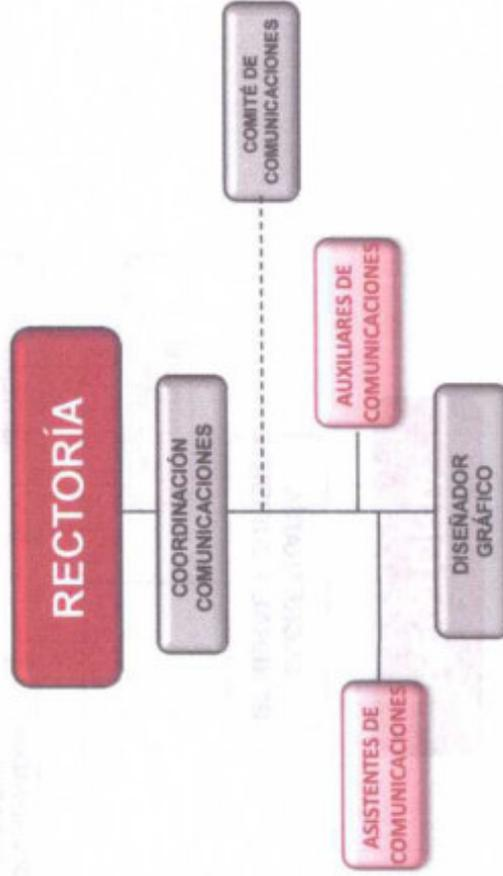 RECTORÍA
COORDINACIÓN
COMUNICACIONES
COMITÉ DE
COMUNICACIONES
AUXILIARES DE
COMUNICACIONES
ASISTENTES DE
COMUNICACIONES
DISEÑADOR
GRÁFICO